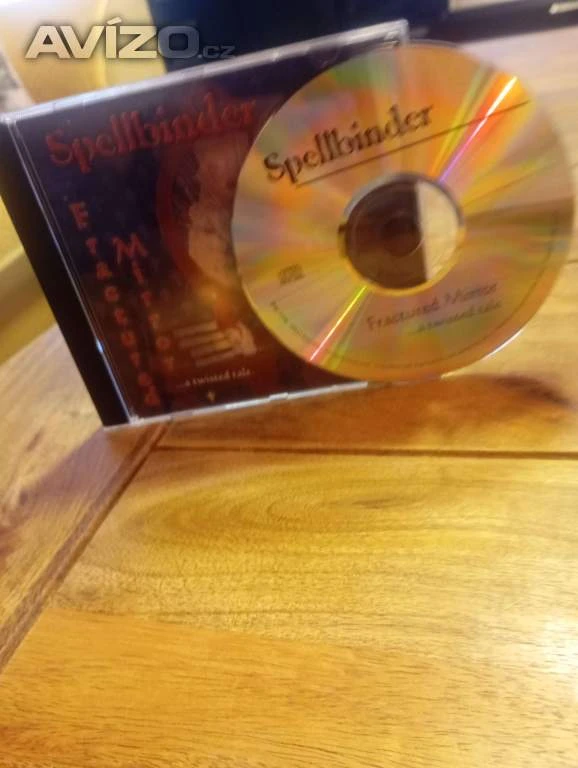 AVÍZO.cz
Spellbinder
Fractured
Mirror
...a twisted tale
Spellbinder
Fractured Mirror
...a twisted tale